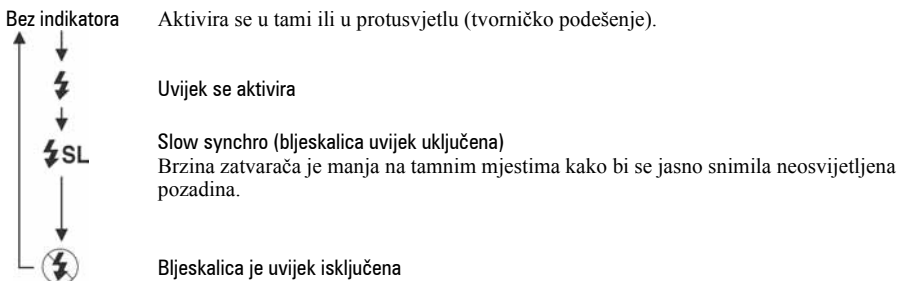 Bez indikatora Aktivira se u tami ili u protusvjetlu (tvorničko podešenje).
Uvijek se aktivira
Slow synchro (bljeskalica uvijek uključena)
SL Brzina zatvarača je manja na tamnim mjestima kako bi se jasno snimila neosvijetljena
pozadina.
Bljeskalica je uvijek isključena